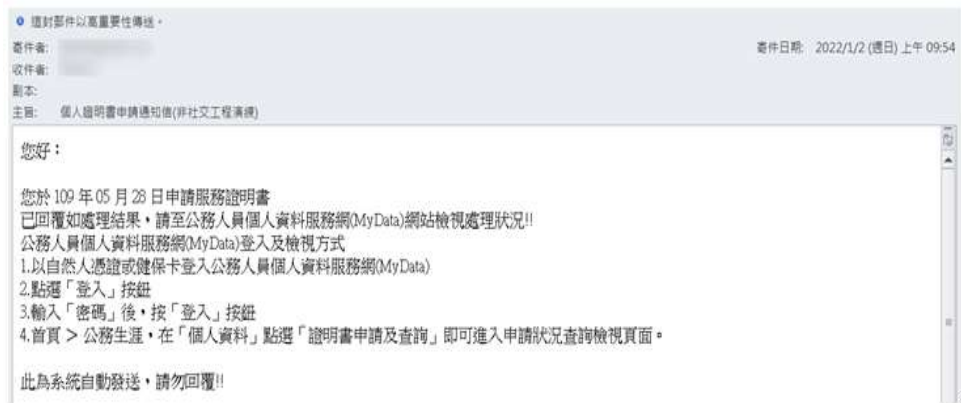 這封郵件以高重要性傳送。
寄件者:
寄件日期: 2022/1/2 (週日) 上午 09:54
收件者:
副本:
主旨: 個人證明書申請通知信(非社交工程演練)
您好：
您於 109 年 05 月 28 日申請服務證明書
已回覆如處理結果，請至公務人員個人資料服務網(MyData)網站檢視處理狀況!!
公務人員個人資料服務網(MyData)登入及檢視方式
1.以自然人憑證或健保卡登入公務人員個人資料服務網(MyData)
2.點選「登入」按鈕
3.輸入「密碼」後，按「登入」按鈕
4.首頁 > 公務生涯，在「個人資料」點選「證明書申請及查詢」即可進入申請狀況查詢檢視頁面。
此為系統自動發送，請勿回覆!!